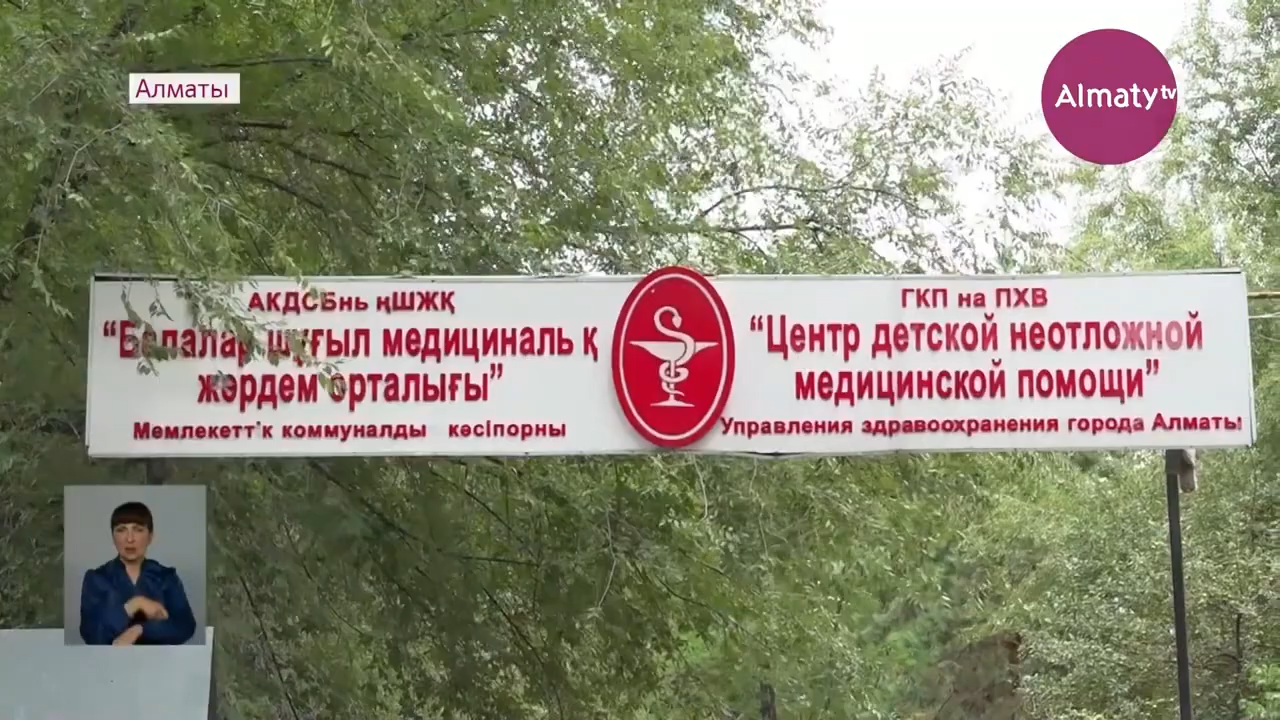 Алматы
Almaty tv
АКДСБнь ңШЖҚ
“Балалар шұғыл медициналь қ
жәрдем орталығы”
Мемлекетт'к коммуналды кәсіпорны
ГКП на ПХВ
“Центр детской неотложной
медицинской помощи”
Управления здравоохранения города Алматы